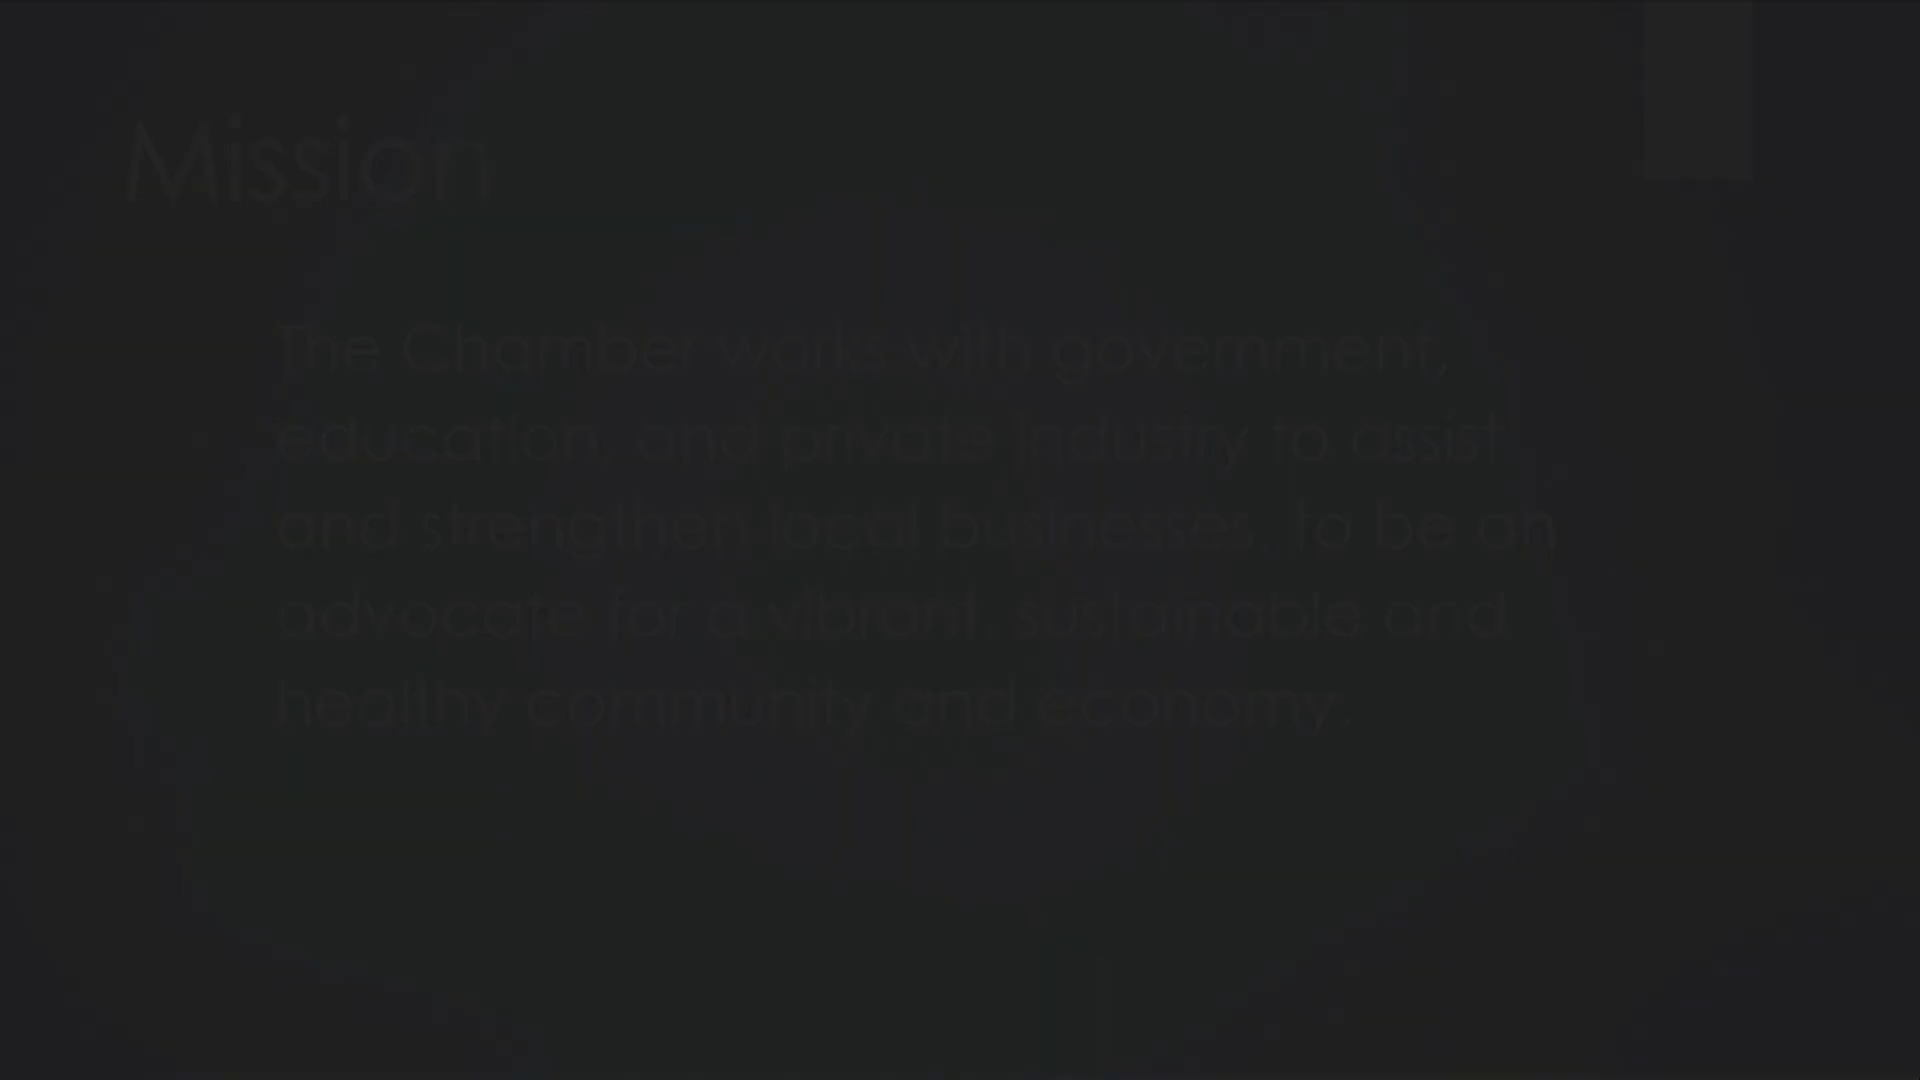 Mission
The Chamber works with government,
education, and private industry to assist
and strengthen local businesses, to be an
advocate for a vibrant, sustainable and
healthy community and economy.